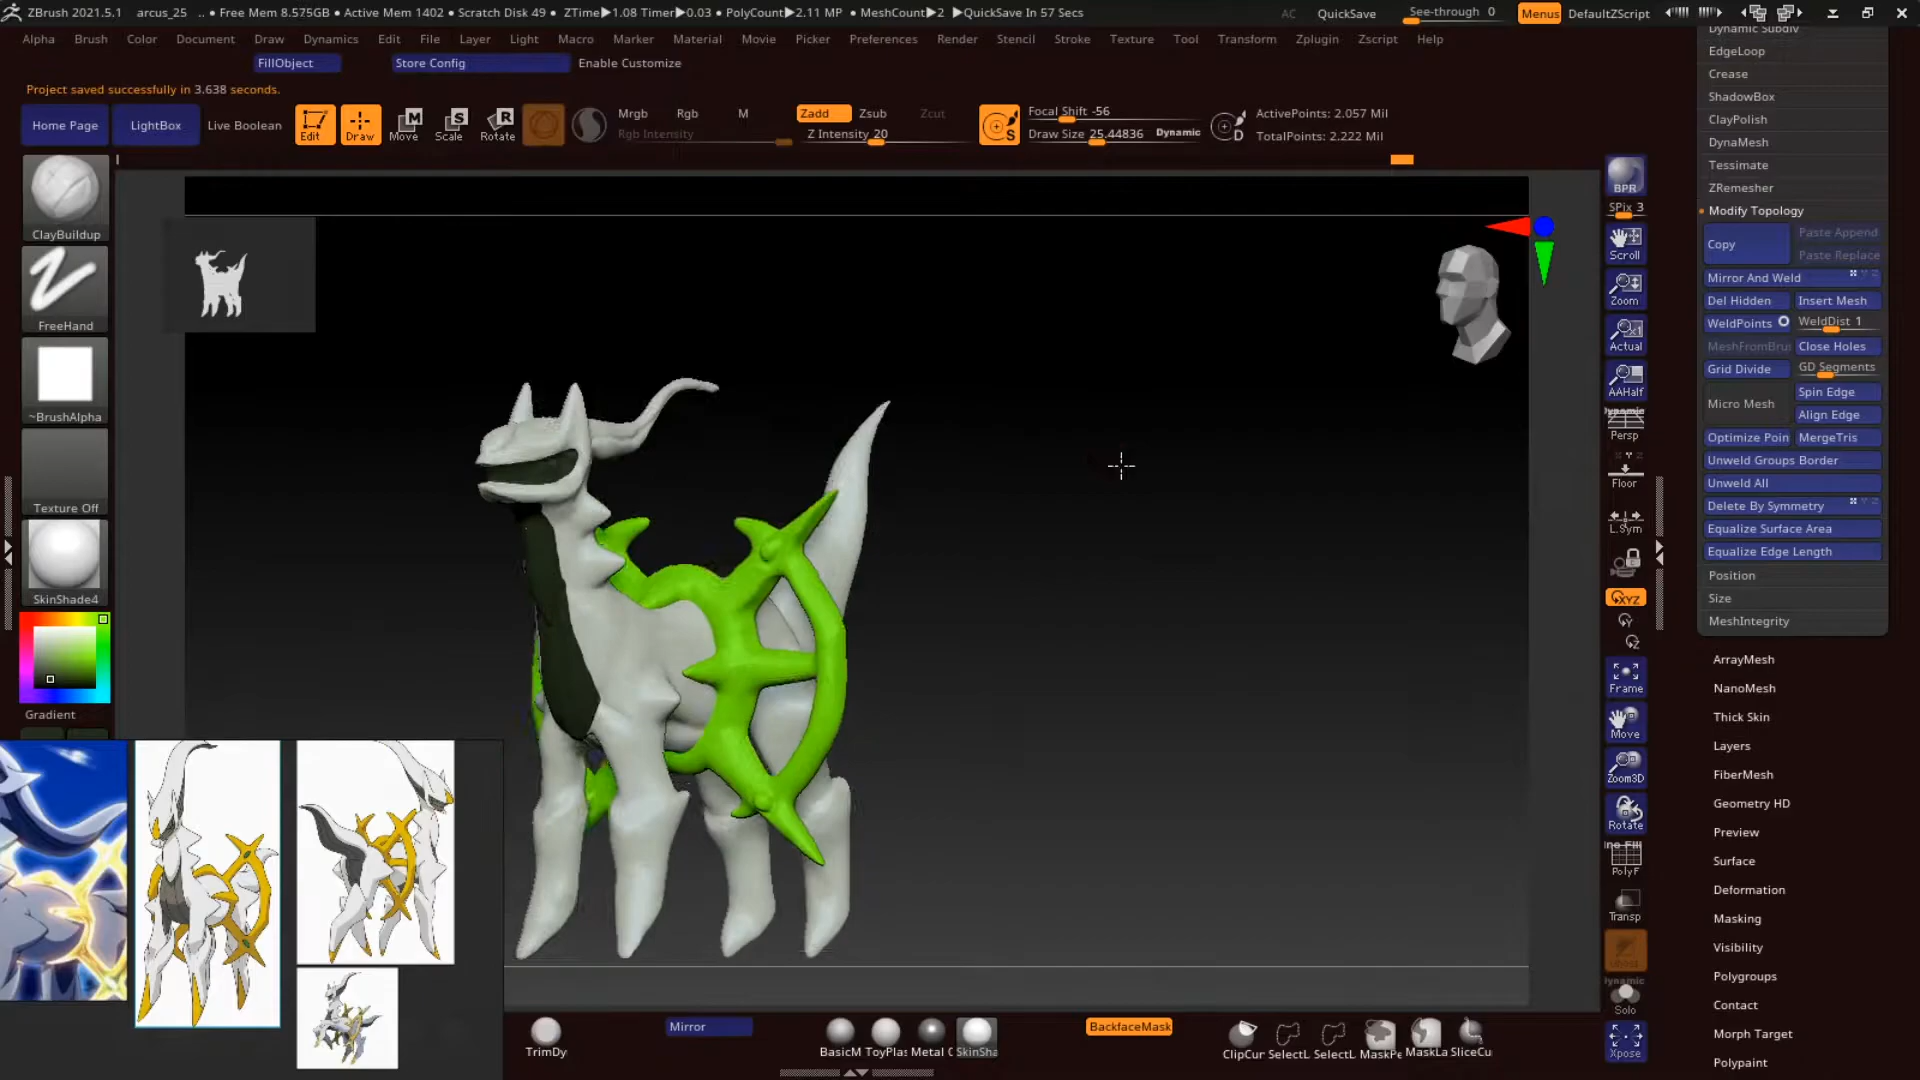 ZBrush 2021.5.1 arcus_25 .. • Free Mem 8.575GB • Active Mem 1402 • Scratch Disk 49 • ZTime▶1.08 Timer▶0.03 • PolyCount▶2.11 MP • MeshCount▶2 ▶QuickSave In 57 Secs AC QuickSave See-through 0 Menus DefaultZScript
Alpha Brush Color Document Draw Dynamics Edit File Layer Light Macro Marker Material Movie Picker Preferences Render Stencil Stroke Texture Tool Transform Zplugin Zscript Help
FillObject Store Config Enable Customize
Project saved successfully in 3.638 seconds.
Home Page LightBox Live Boolean Edit Draw Move Scale Rotate
Mrgb Rgb M Zadd Zsub Zcut
Rgb Intensity Z Intensity 20
Focal Shift -56
Draw Size 25.44836 Dynamic
ActivePoints: 2.057 Mil
TotalPoints: 2.222 Mil
ClayBuildup
FreeHand
~BrushAlpha
Texture Off
SkinShade4
Gradient
BPR
SPix 3
Scroll
Zoom
Actual
AAHalf
Dynamic
Persp
Floor
L.Sym
XYZ
Frame
Move
Zoom3D
Rotate
PolyF
Transp
Dynamic
Solo
Xpose
Dynamic Subdiv
EdgeLoop
Crease
ShadowBox
ClayPolish
DynaMesh
Tessimate
ZRemesher
Modify Topology
Copy Paste Append
Paste Replace
Mirror And Weld
Del Hidden Insert Mesh
WeldPoints WeldDist 1
MeshFromBru Close Holes
Grid Divide GD Segments
Micro Mesh Spin Edge
Align Edge
Optimize Poin MergeTris
Unweld Groups Border
Unweld All
Delete By Symmetry
Equalize Surface Area
Equalize Edge Length
Position
Size
MeshIntegrity
ArrayMesh
NanoMesh
Thick Skin
Layers
FiberMesh
Geometry HD
Preview
Surface
Deformation
Masking
Visibility
Polygroups
Contact
Morph Target
Polypaint
TrimDy Mirror BasicM ToyPlas Metal SkinSha BackfaceMask ClipCur SelectL SelectL MaskPe MaskLa SliceCu